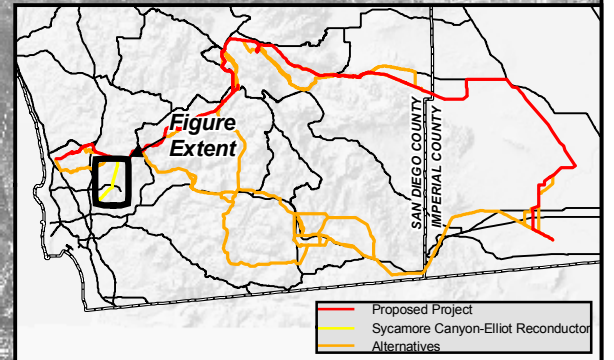 Figure
Extent
SAN DIEGO COUNTY
IMPERIAL COUNTY
Proposed Project
Sycamore Canyon-Elliot Reconductor
Alternatives